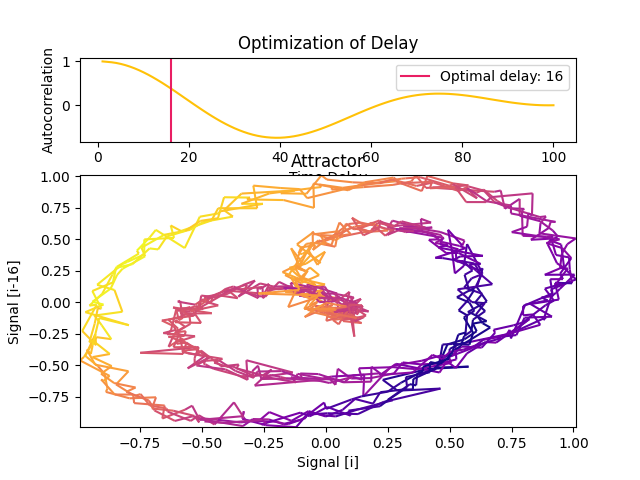 Optimization of Delay
Autocorrelation
1
0
Optimal delay: 16
0 20 40 60 80 100
Time Delay
Attractor
Signal [i-16]
1.00
0.75
0.50
0.25
0.00
−0.25
−0.50
−0.75
−0.75 −0.50 −0.25 0.00 0.25 0.50 0.75 1.00
Signal [i]